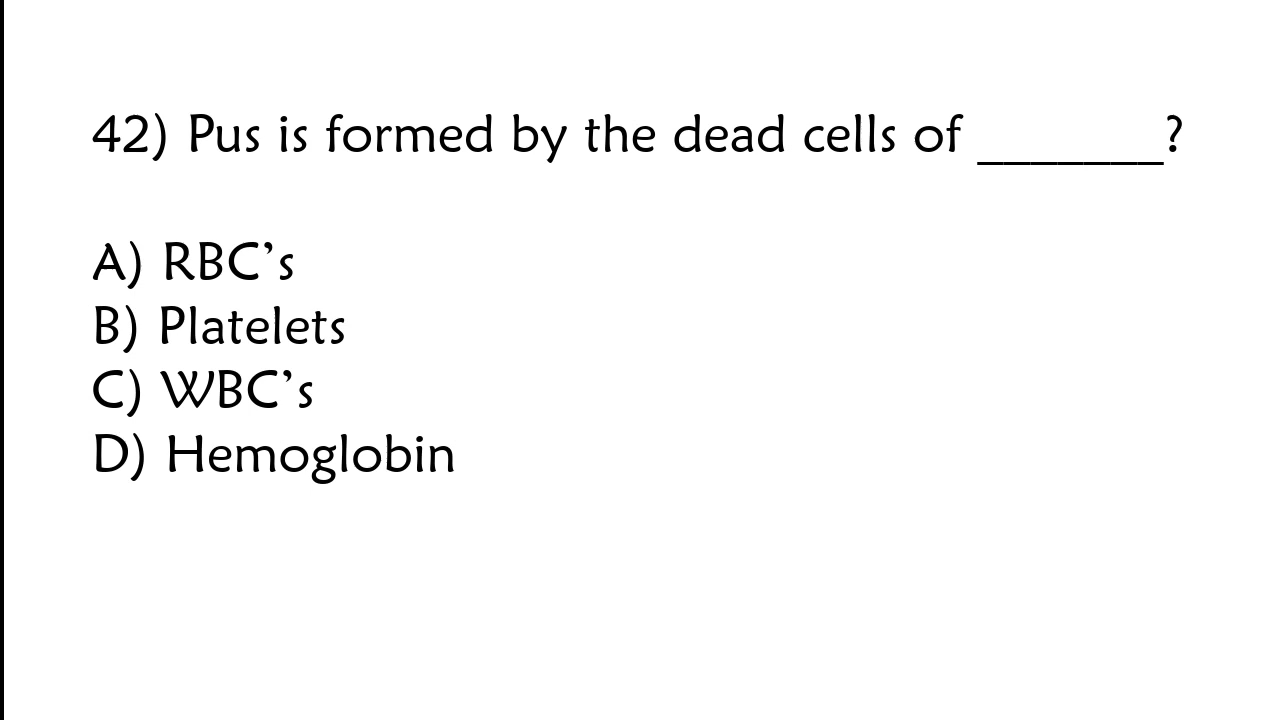 42) Pus is formed by the dead cells of _______?
A) RBC’s
B) Platelets
C) WBC’s
D) Hemoglobin